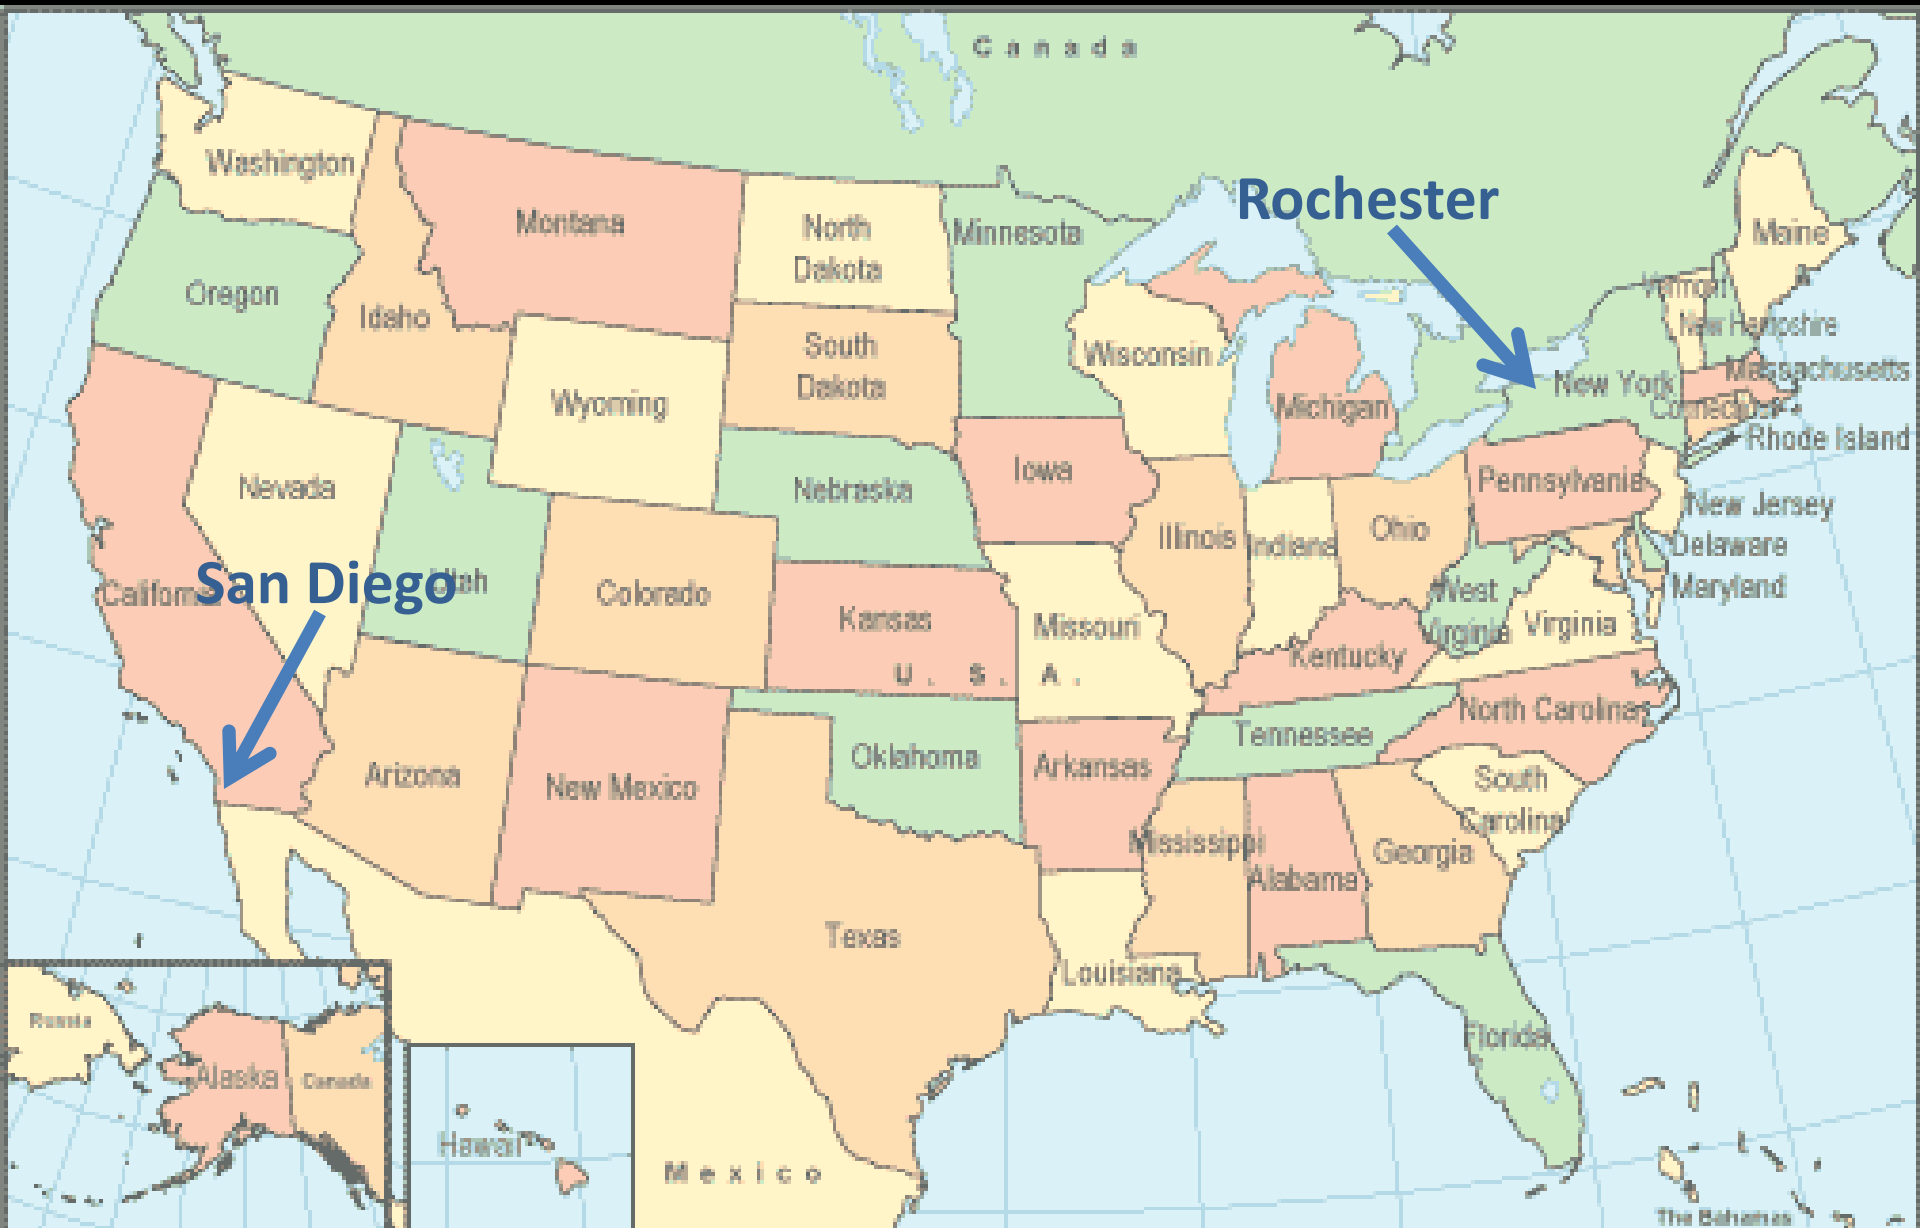 Canada
Washington
Montana
North
Dakota
Minnesota
Rochester
Maine
Oregon
Idaho
Vermont
New Hampshire
South
Dakota
Wisconsin
Wyoming
Michigan
New York
Massachusetts
Connecticut
Rhode Island
Nevada
Nebraska
Iowa
Pennsylvania
New Jersey
Illinois
Indiana
Ohio
Delaware
Maryland
California
San Diego
Utah
Colorado
Kansas
Missouri
West
Virginia
Virginia
Kentucky
U. S. A.
North Carolina
Tennessee
Arizona
New Mexico
Oklahoma
Arkansas
South
Carolina
Mississippi
Alabama
Georgia
Texas
Louisiana
Florida
Russia
Alaska
Canada
Hawaii
Mexico
The Bahamas